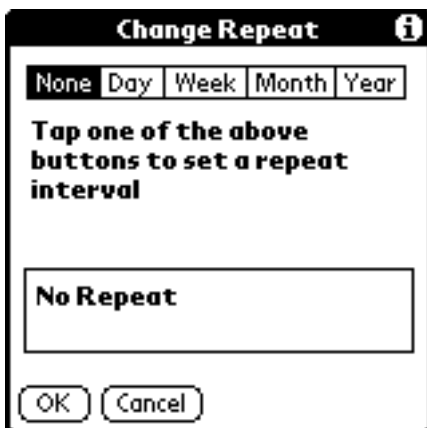 Change Repeat i
None Day Week Month Year
Tap one of the above
buttons to set a repeat
interval
No Repeat
OK Cancel